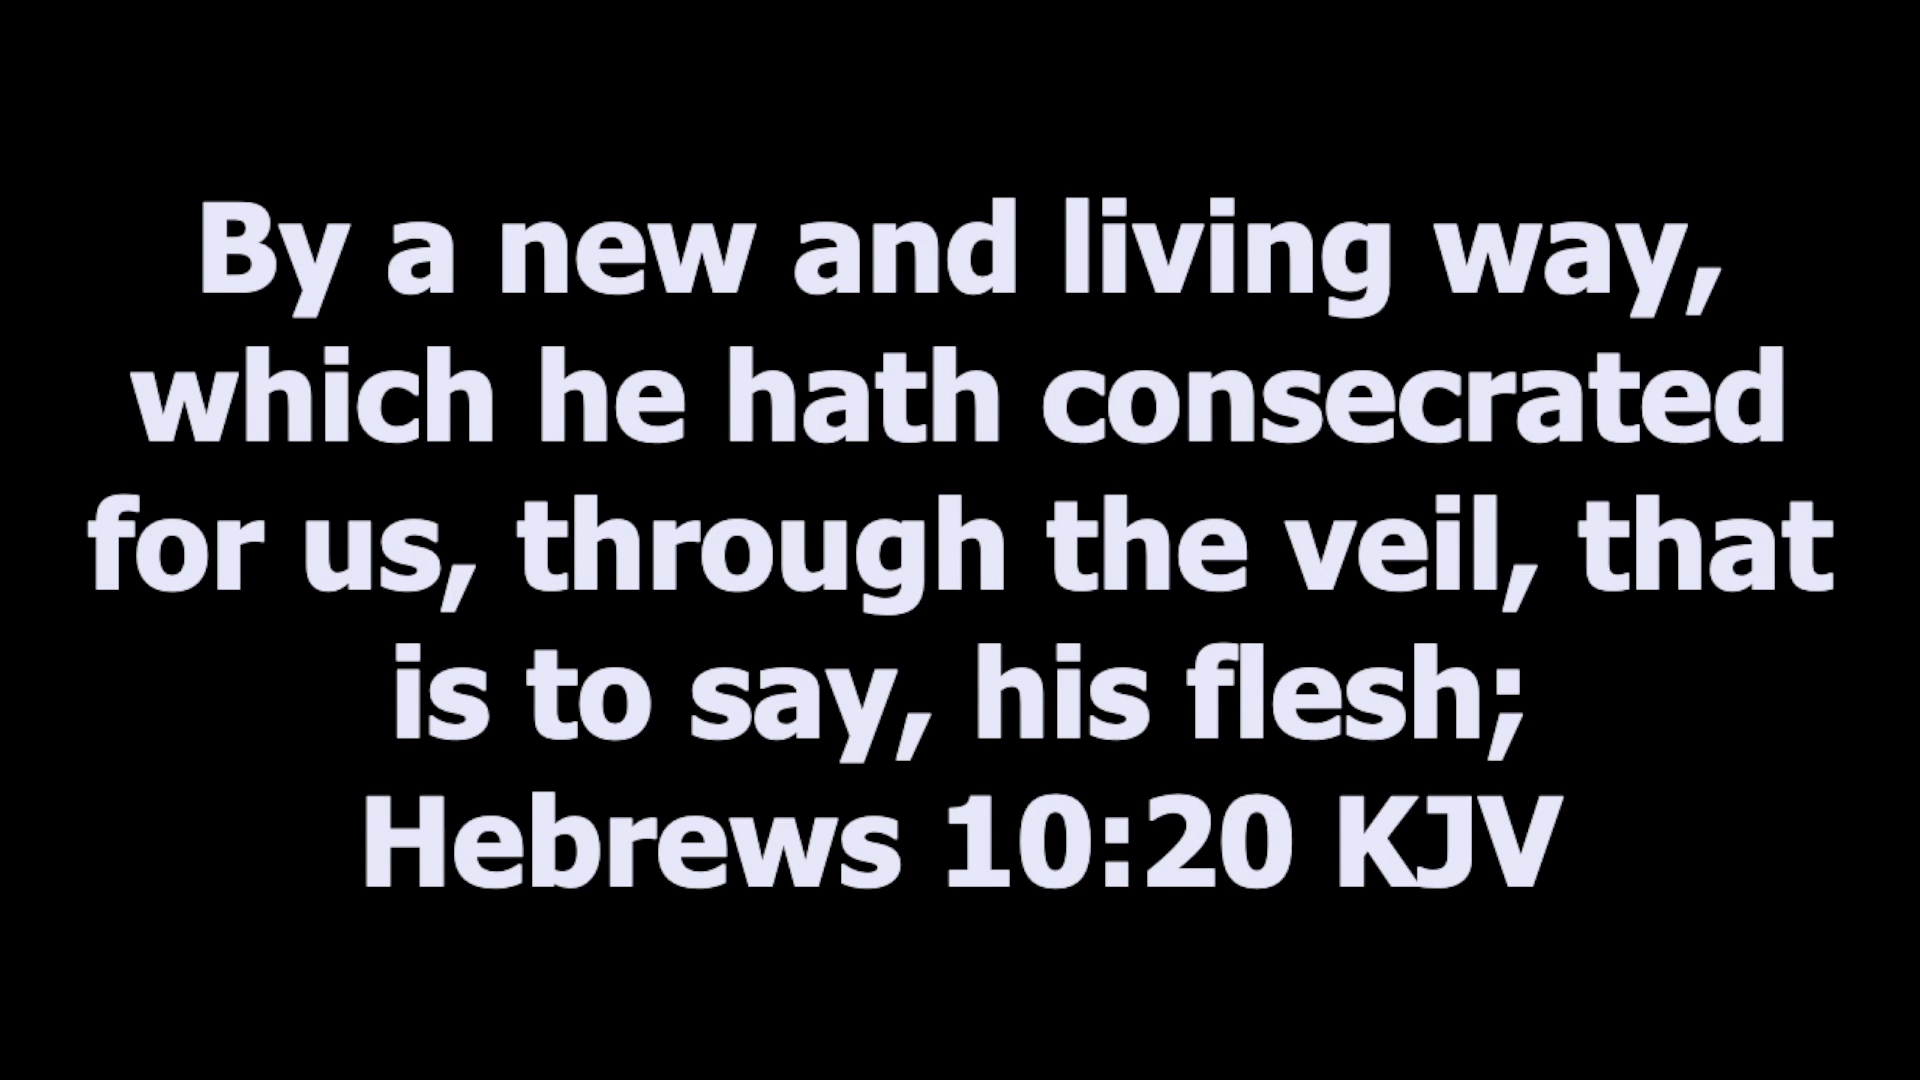 By a new and living way,
which he hath consecrated
for us, through the veil, that
is to say, his flesh;
Hebrews 10:20 KJV